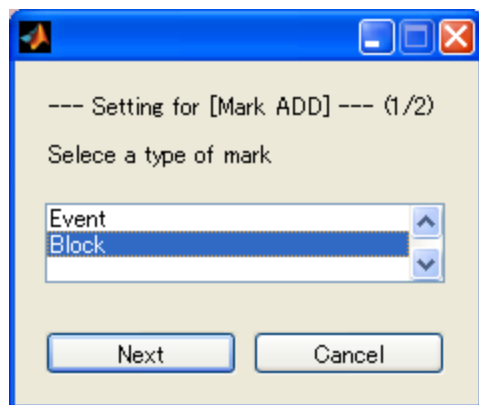 --- Setting for [Mark ADD] --- (1/2)
Selece a type of mark
Event
Block
Next
Cancel